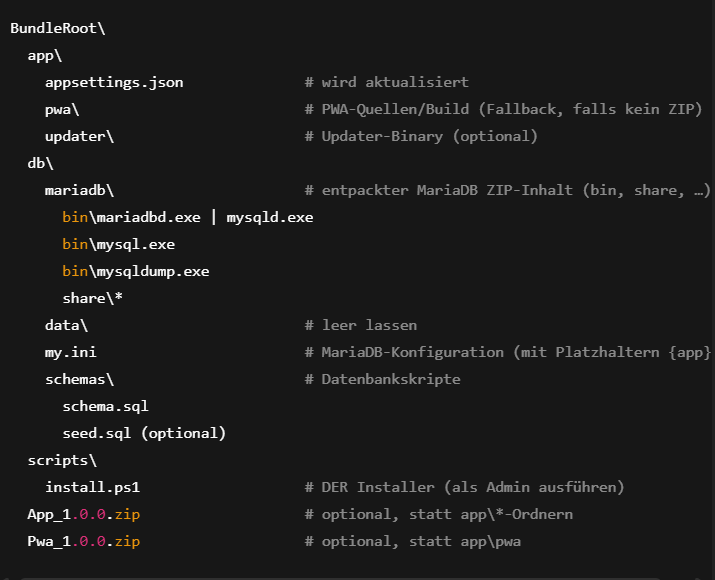 BundleRoot\
app\
appsettings.json # wird aktualisiert
pwa\ # PWA-Quellen/Build (Fallback, falls kein ZIP)
updater\ # Updater-Binary (optional)
db\
mariadb\ # entpackter MariaDB ZIP-Inhalt (bin, share, …)
bin\mariadbd.exe | mysqld.exe
bin\mysql.exe
bin\mysqldump.exe
share\*
data\ # leer lassen
my.ini # MariaDB-Konfiguration (mit Platzhaltern {app}
schemas\ # Datenbankskripte
schema.sql
seed.sql (optional)
scripts\
install.ps1 # DER Installer (als Admin ausführen)
App_1.0.0.zip # optional, statt app\*-Ordnern
Pwa_1.0.0.zip # optional, statt app\pwa